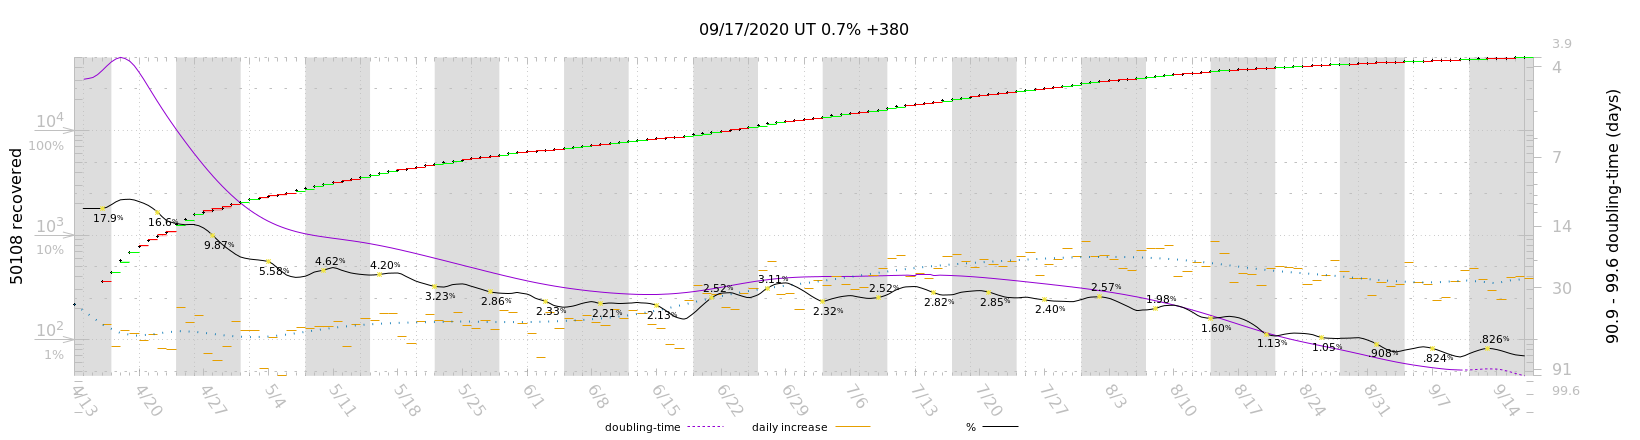 09/17/2020 UT 0.7% +380
3.9
4
7
14
30
91
99.6
10⁴
100%
10³
10%
10²
1%
50108 recovered
90.9 - 99.6 doubling-time (days)
17.9% 16.6% 9.87% 5.58% 4.62% 4.20% 3.23% 2.86% 2.33% 2.21% 2.13% 2.52% 3.11% 2.32% 2.52% 2.82% 2.85% 2.40% 2.57% 1.98% 1.60% 1.13% 1.05% .908% .824% .826%
4/13 4/20 4/27 5/4 5/11 5/18 5/25 6/1 6/8 6/15 6/22 6/29 7/6 7/13 7/20 7/27 8/3 8/10 8/17 8/24 8/31 9/7 9/14
doubling-time daily increase %